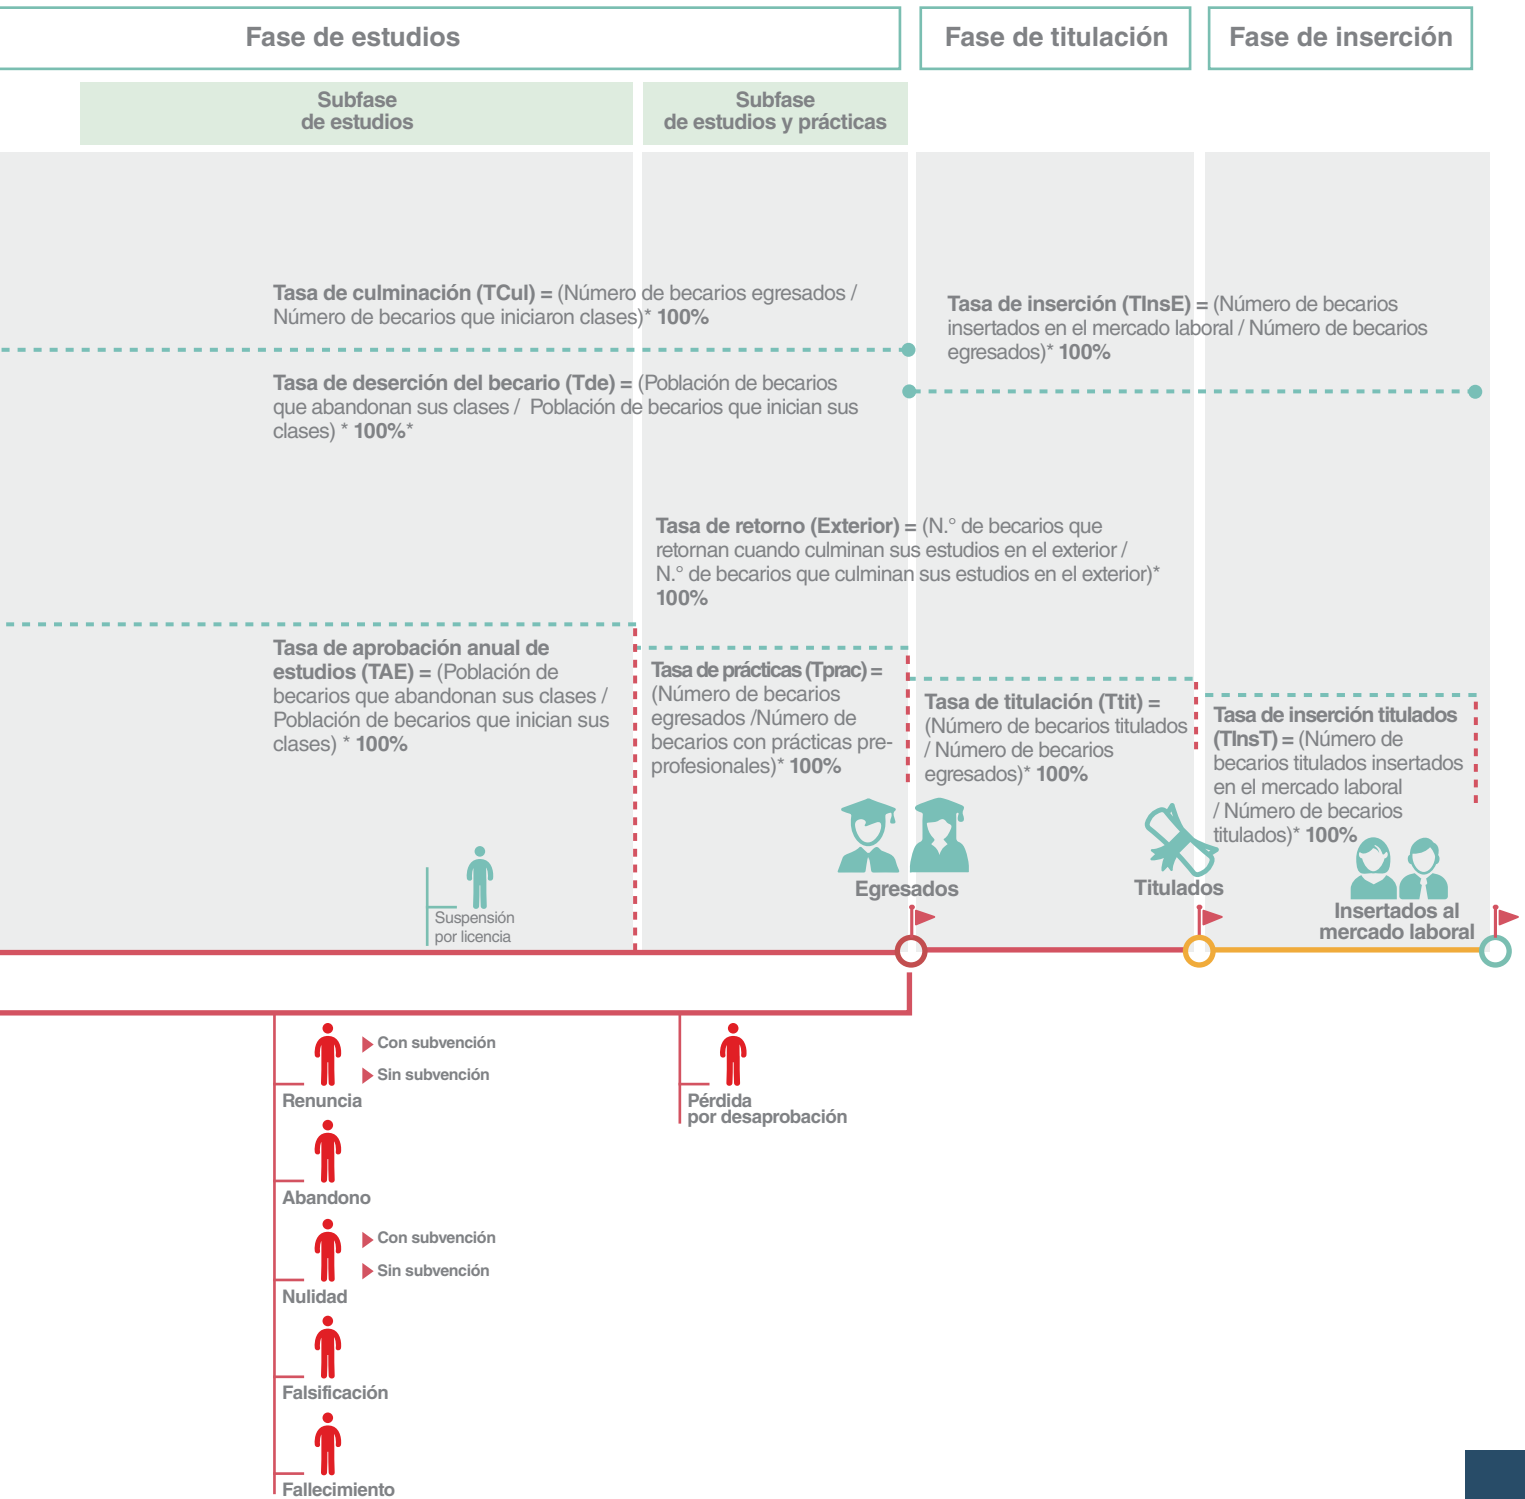 Fase de estudios
Fase de titulación
Fase de inserción
Subfase
de estudios
Subfase
de estudios y prácticas
Tasa de culminación (TCul) = (Número de becarios egresados /
Número de becarios que iniciaron clases)* 100%
Tasa de inserción (TInsE) = (Número de becarios
insertados en el mercado laboral / Número de becarios
egresados)* 100%
Tasa de deserción del becario (Tde) = (Población de becarios
que abandonan sus clases / Población de becarios que inician sus
clases) * 100%*
Tasa de retorno (Exterior) = (N.° de becarios que
retornan cuando culminan sus estudios en el exterior /
N.° de becarios que culminan sus estudios en el exterior)*
100%
Tasa de aprobación anual de
estudios (TAE) = (Población de
becarios que abandonan sus clases /
Población de becarios que inician sus
clases) * 100%
Tasa de prácticas (Tprac) =
(Número de becarios
egresados /Número de
becarios con prácticas pre-
profesionales)* 100%
Tasa de titulación (Ttit) =
(Número de becarios titulados
/ Número de becarios
egresados)* 100%
Tasa de inserción titulados
(TInsT) = (Número de
becarios titulados insertados
en el mercado laboral
/ Número de becarios
titulados)* 100%
Suspensión
por licencia
Egresados
Titulados
Insertados al
mercado laboral
Con subvención
Sin subvención
Renuncia
Pérdida
por desaprobación
Abandono
Con subvención
Sin subvención
Nulidad
Falsificación
Fallecimiento